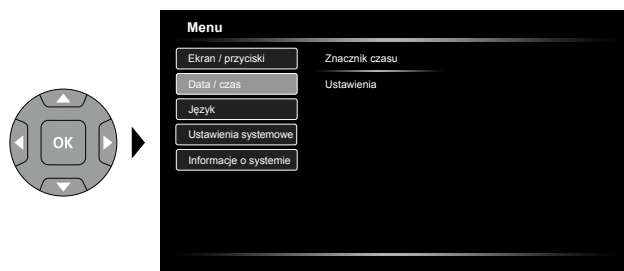 Menu
Ekran / przyciski
Znacznik czasu
Data / czas
Ustawienia
Język
Ustawienia systemowe
Informacje o systemie
OK